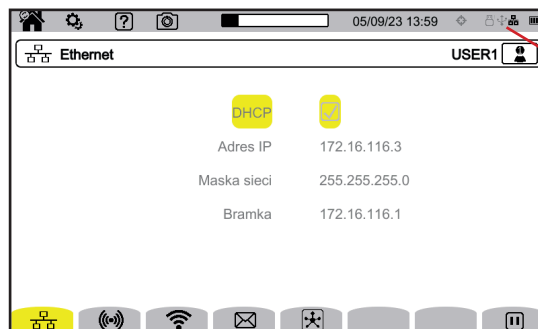 05/09/23 13:59
Ethernet USER1
DHCP
Adres IP 172.16.116.3
Maska sieci 255.255.255.0
Bramka 172.16.116.1